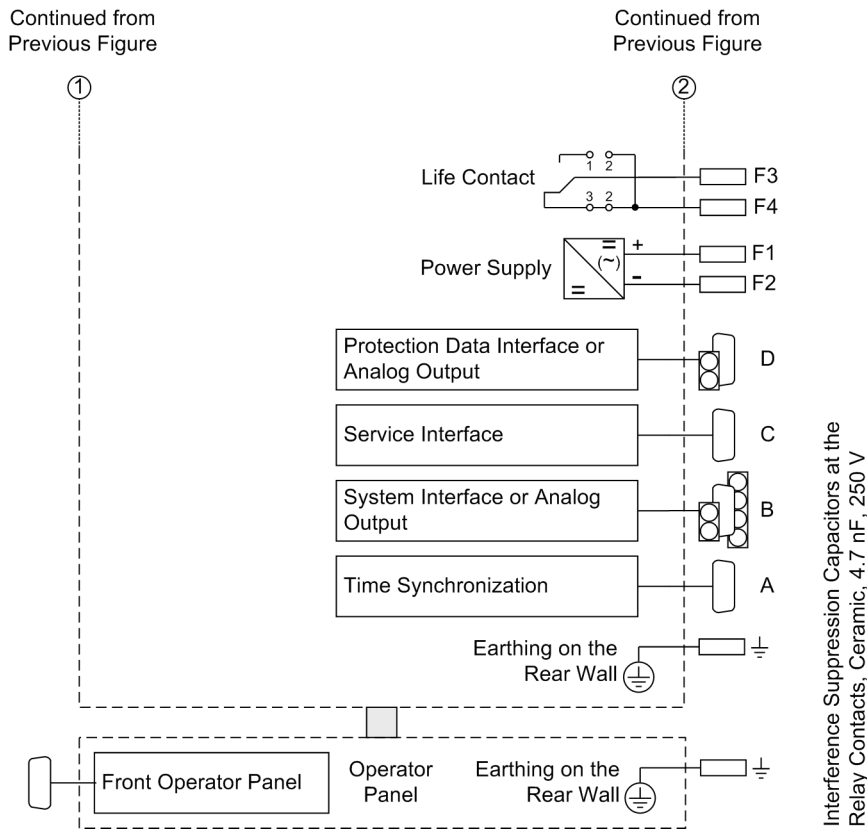 Continued from
Previous Figure
Continued from
Previous Figure
1
2
Life Contact
1 2
3 2
F3
F4
Power Supply
=
(~)
=
+
-
F1
F2
Protection Data Interface or
Analog Output
D
Service Interface
C
System Interface or Analog
Output
B
Time Synchronization
A
Earthing on the
Rear Wall
Front Operator Panel
Operator
Panel
Earthing on the
Rear Wall
Interference Suppression Capacitors at the
Relay Contacts, Ceramic, 4.7 nF, 250 V